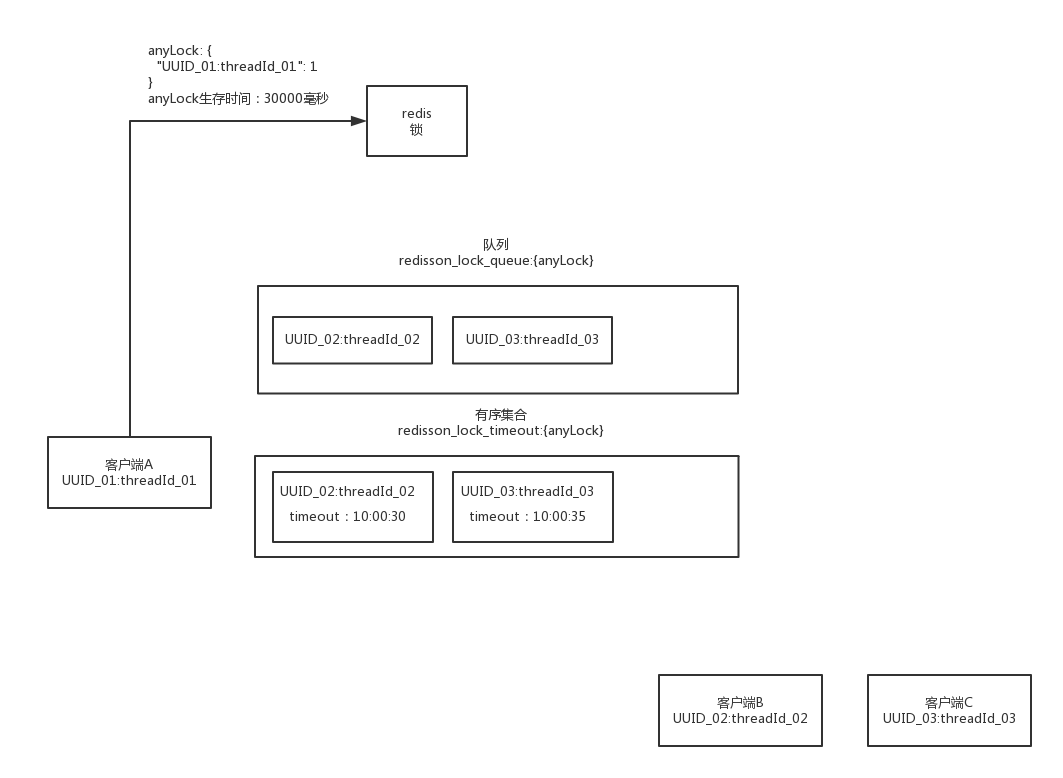 anyLock: {
"UUID_01:threadId_01": 1
}
anyLock生存时间：30000毫秒
redis
锁
队列
redisson_lock_queue:{anyLock}
UUID_02:threadId_02
UUID_03:threadId_03
有序集合
redisson_lock_timeout:{anyLock}
客户端A
UUID_01:threadId_01
UUID_02:threadId_02
timeout：10:00:30
UUID_03:threadId_03
timeout：10:00:35
客户端B
UUID_02:threadId_02
客户端C
UUID_03:threadId_03